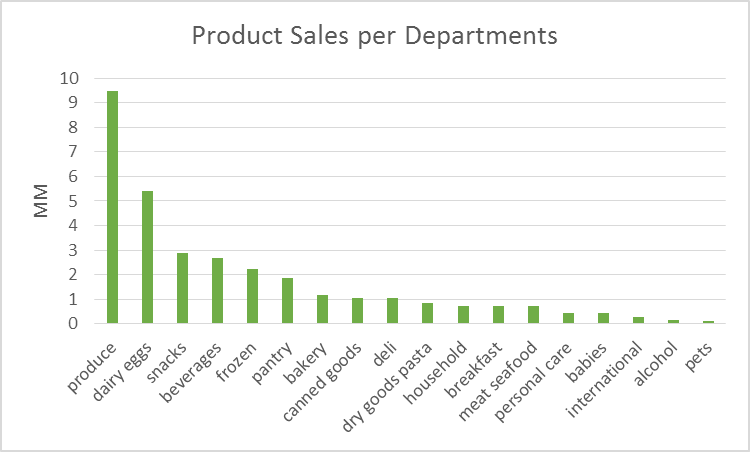 Product Sales per Departments
MM
10
9
8
7
6
5
4
3
2
1
0
produce
dairy eggs
snacks
beverages
frozen
pantry
bakery
canned goods
deli
dry goods pasta
household
breakfast
meat seafood
personal care
babies
international
alcohol
pets